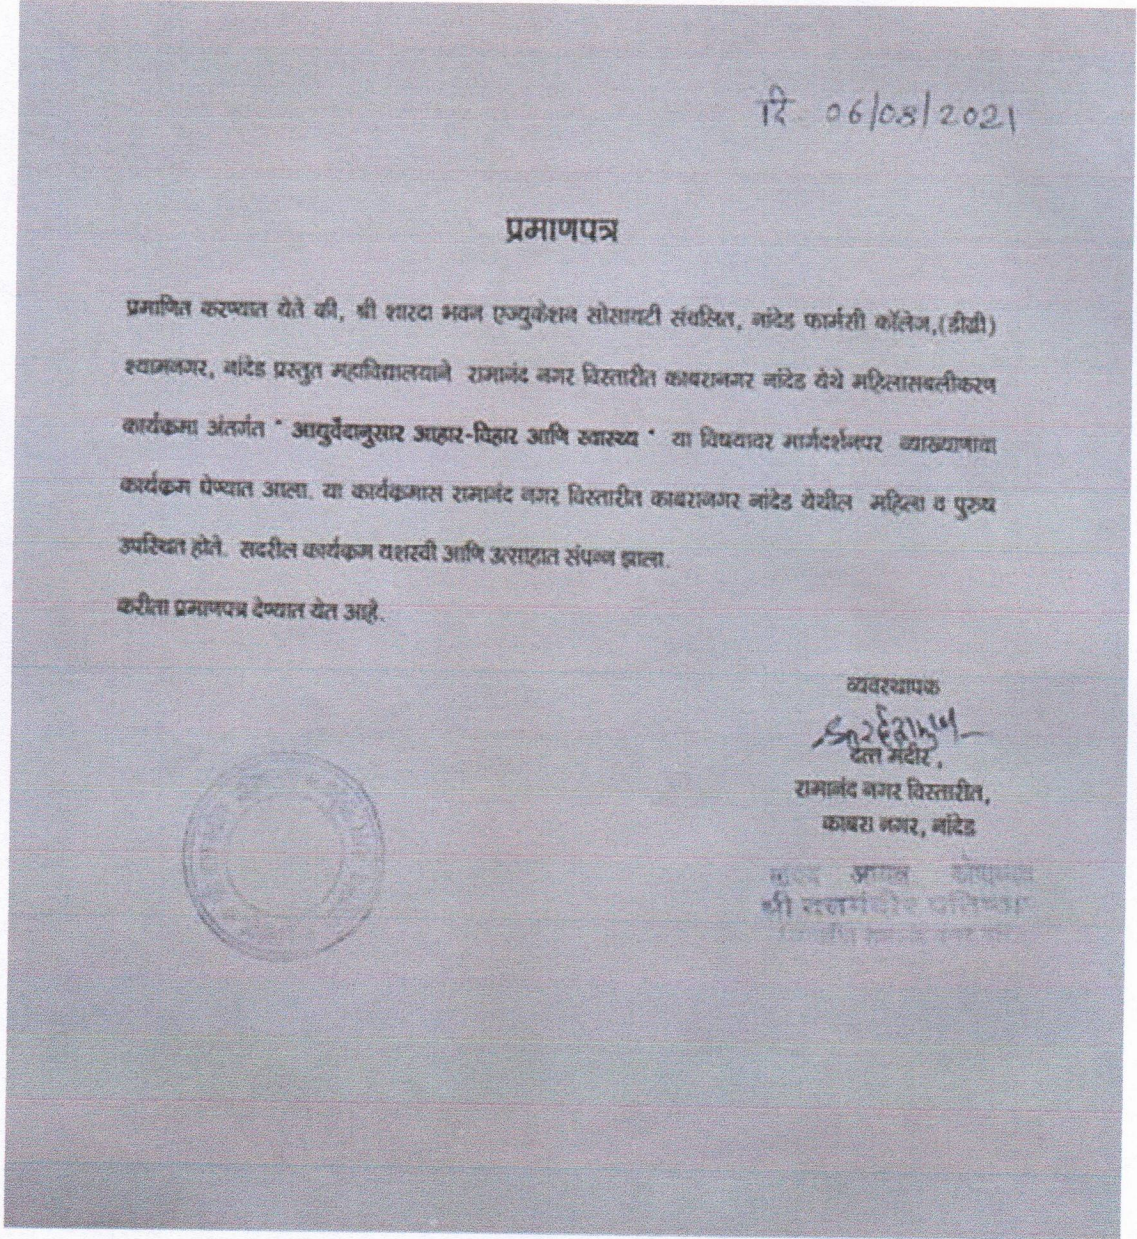 दि 06/08/2021
प्रमाणपत्र
प्रमाणित करण्यात येते की, श्री शारदा भवन एज्युकेशन सोसायटी संचलित, नांदेड फार्मसी कॉलेज,(डीग्री)
श्यामनगर, नांदेड प्रस्तुत महाविद्यालयाने रामानंद नगर विस्तारीत काबरानगर नांदेड येथे महिलासबलीकरण
कार्यक्रमा अंतर्गत " आयुर्वेदानुसार आहार-विहार आणि स्वास्थ्य " या विषयावर मार्गदर्शनपर व्याख्याणाचा
कार्यक्रम घेण्यात आला. या कार्यक्रमास रामानंद नगर विस्तारीत काबरानगर नांदेड येथील महिला व पुरुष
उपस्थित होते. सदरील कार्यक्रम यशस्वी आणि उत्साहात संपन्न झाला.
करीता प्रमाणपत्र देण्यात येत आहे.
व्यवस्थापक
दत्त मंदीर,
रामानंद नगर विस्तारीत,
काबरा नगर, नांदेड
श्री दत्तमंदीर